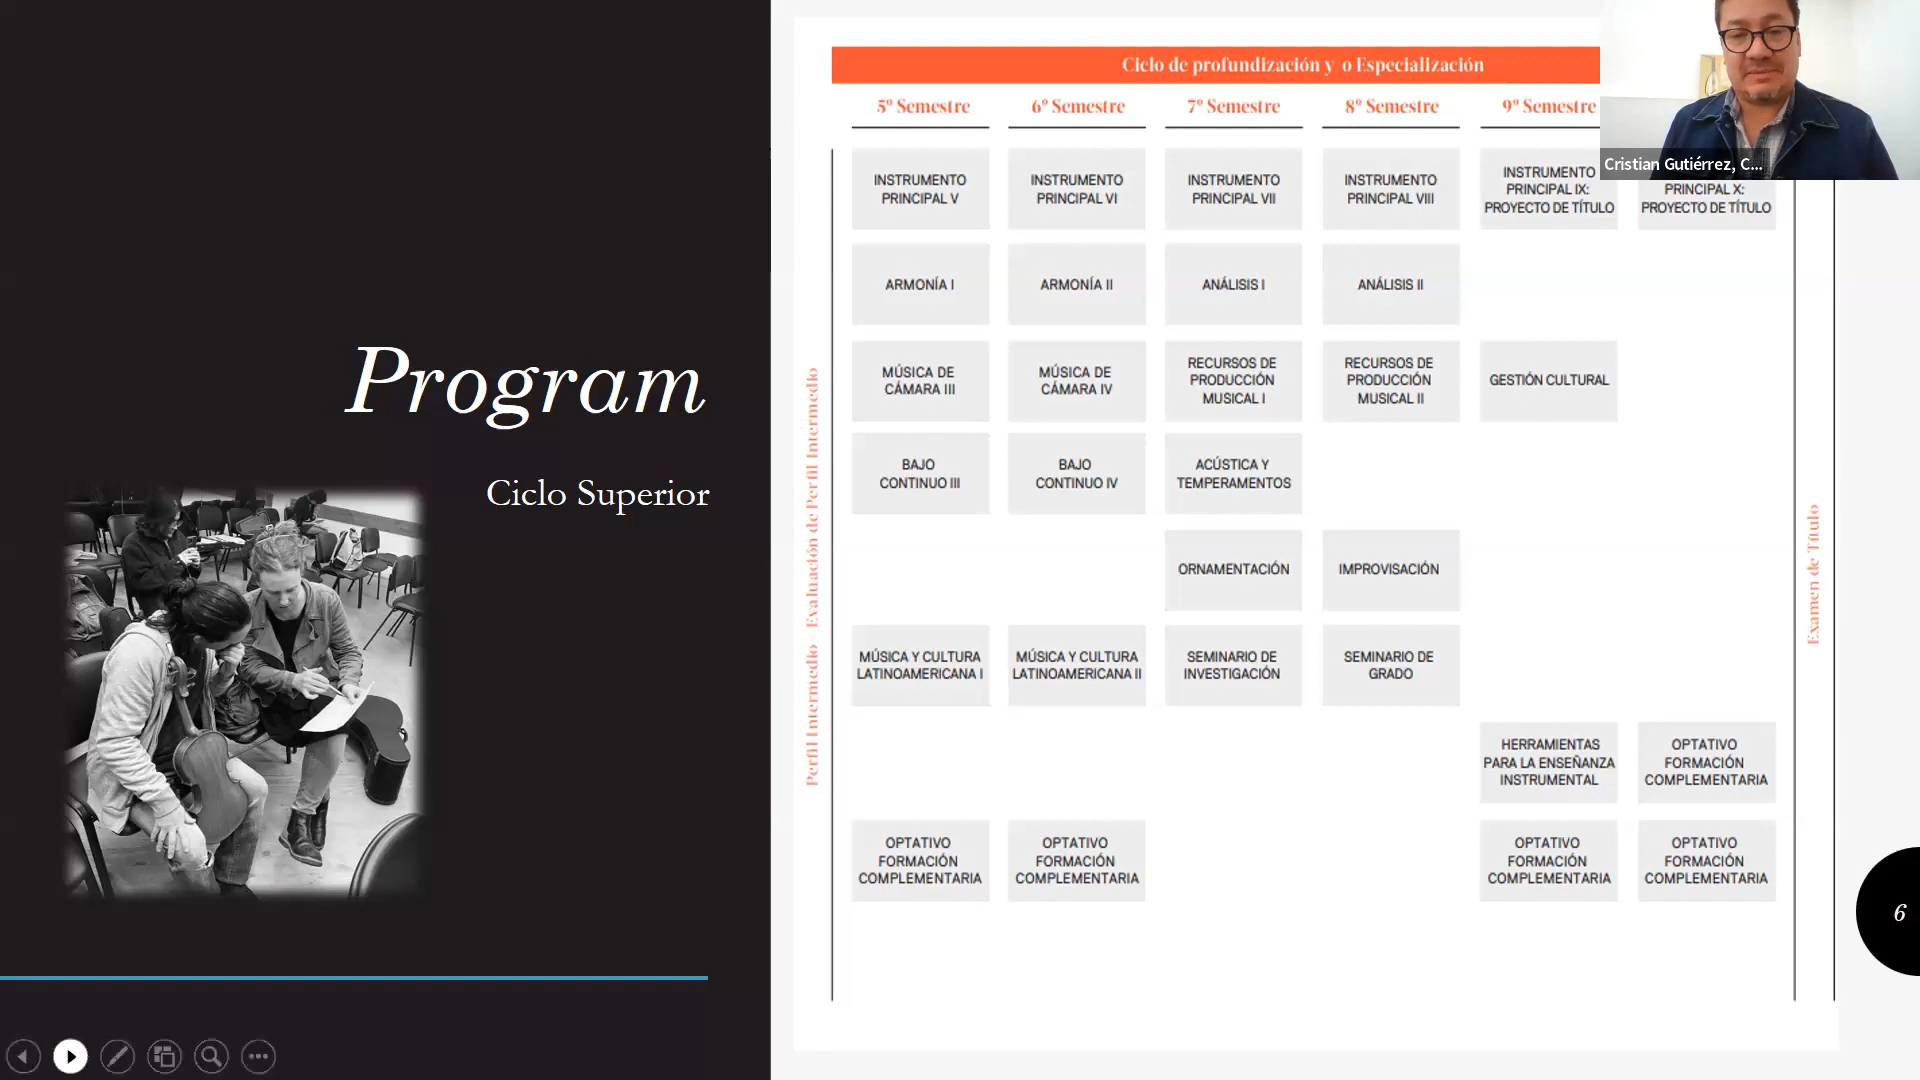 Program
Ciclo Superior
Ciclo de profundización y o Especialización
5º Semestre
6º Semestre
7º Semestre
8º Semestre
9º Semestre
Cristian Gutiérrez, C...
INSTRUMENTO
PRINCIPAL V
INSTRUMENTO
PRINCIPAL VI
INSTRUMENTO
PRINCIPAL VII
INSTRUMENTO
PRINCIPAL VIII
INSTRUMENTO
PRINCIPAL IX:
PROYECTO DE TÍTULO
PRINCIPAL X:
PROYECTO DE TÍTULO
ARMONÍA I
ARMONÍA II
ANÁLISIS I
ANÁLISIS II
MÚSICA DE
CÁMARA III
MÚSICA DE
CÁMARA IV
RECURSOS DE
PRODUCCIÓN
MUSICAL I
RECURSOS DE
PRODUCCIÓN
MUSICAL II
GESTIÓN CULTURAL
BAJO
CONTINUO III
BAJO
CONTINUO IV
ACÚSTICA Y
TEMPERAMENTOS
ORNAMENTACIÓN
IMPROVISACIÓN
MÚSICA Y CULTURA
LATINOAMERICANA I
MÚSICA Y CULTURA
LATINOAMERICANA II
SEMINARIO DE
INVESTIGACIÓN
SEMINARIO DE
GRADO
HERRAMIENTAS
PARA LA ENSEÑANZA
INSTRUMENTAL
OPTATIVO
FORMACIÓN
COMPLEMENTARIA
OPTATIVO
FORMACIÓN
COMPLEMENTARIA
OPTATIVO
FORMACIÓN
COMPLEMENTARIA
OPTATIVO
FORMACIÓN
COMPLEMENTARIA
OPTATIVO
FORMACIÓN
COMPLEMENTARIA
Perfil Intermedio - Evaluación de Perfil Intermedio
Examen de Título
6